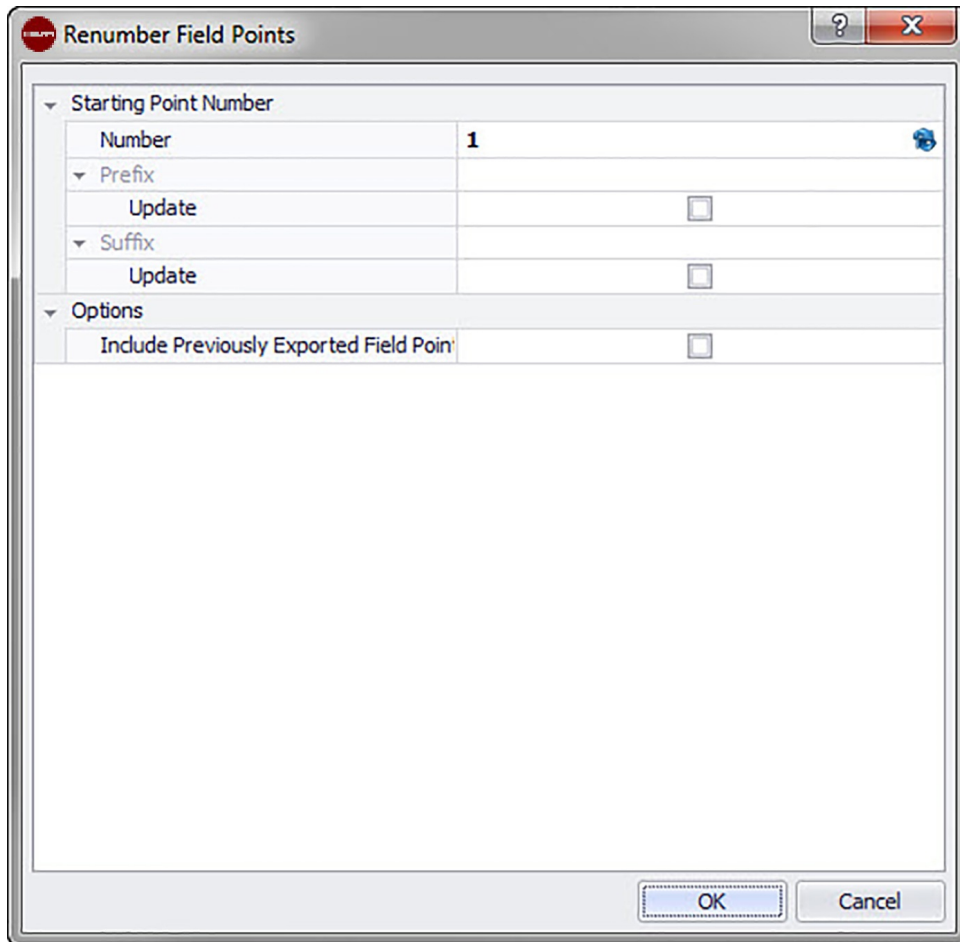 Renumber Field Points
?
Starting Point Number
Number 1
Prefix
Update
Suffix
Update
Options
Include Previously Exported Field Poin
OK Cancel